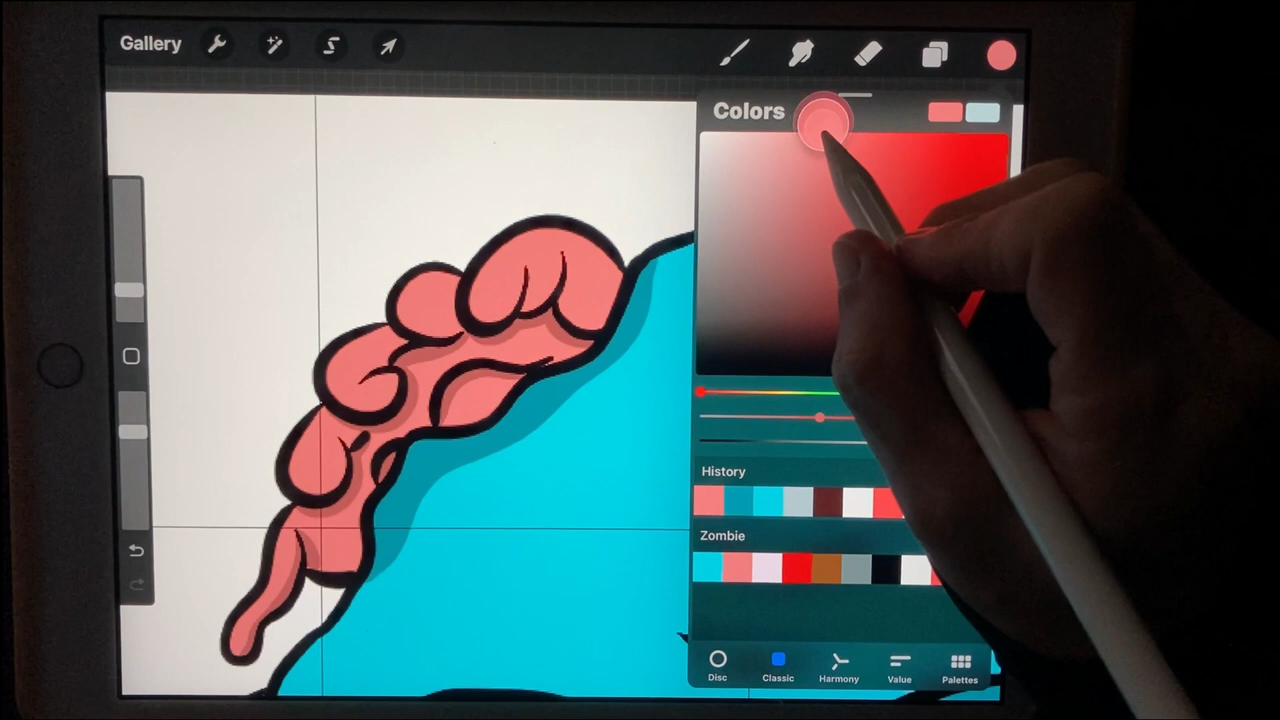 Gallery
Colors
History
Zombie
Disc
Classic
Harmony
Value
Palettes